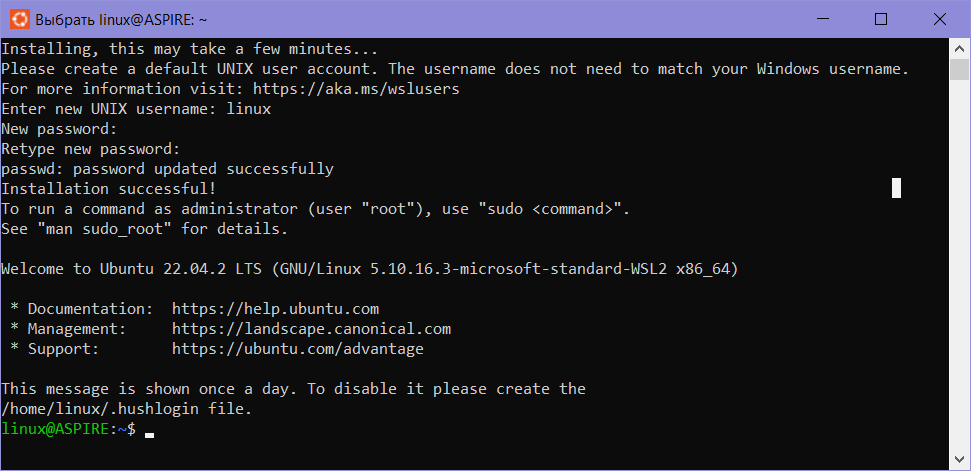 Выбрать linux@ASPIRE: ~
Installing, this may take a few minutes...
Please create a default UNIX user account. The username does not need to match your Windows username.
For more information visit: https://aka.ms/wslusers
Enter new UNIX username: linux
New password:
Retype new password:
passwd: password updated successfully
Installation successful!
To run a command as administrator (user "root"), use "sudo <command>".
See "man sudo_root" for details.

Welcome to Ubuntu 22.04.2 LTS (GNU/Linux 5.10.16.3-microsoft-standard-WSL2 x86_64)

 * Documentation:  https://help.ubuntu.com
 * Management:     https://landscape.canonical.com
 * Support:        https://ubuntu.com/advantage

This message is shown once a day. To disable it please create the
/home/linux/.hushlogin file.
linux@ASPIRE:~$